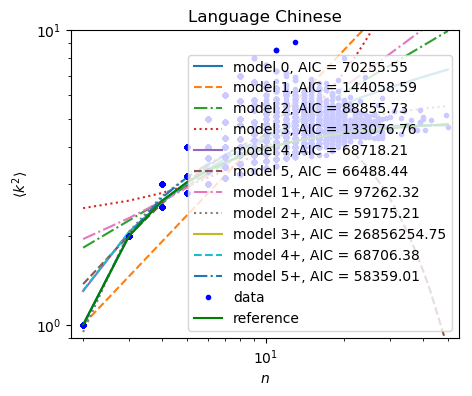 Language Chinese
10¹
⟨k²⟩
10⁰
model 0, AIC = 70255.55
model 1, AIC = 144058.59
model 2, AIC = 88855.73
model 3, AIC = 133076.76
model 4, AIC = 68718.21
model 5, AIC = 66488.44
model 1+, AIC = 97262.32
model 2+, AIC = 59175.21
model 3+, AIC = 26856254.75
model 4+, AIC = 68706.38
model 5+, AIC = 58359.01
data
reference
10¹
n